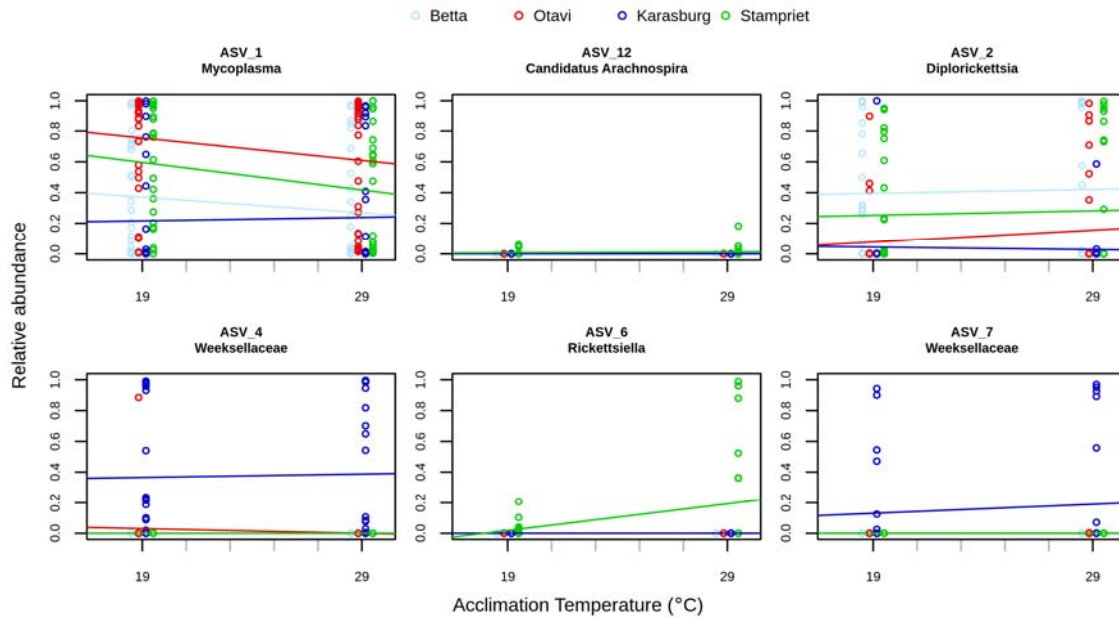 Betta Otavi Karasburg Stampriet
ASV_1 ASV_12 ASV_2
Mycoplasma Candidatus Arachnospira Diplorickettsia
1.0 1.0 1.0
0.8 0.8 0.8
0.6 0.6 0.6
0.4 0.4 0.4
0.2 0.2 0.2
0.0 0.0 0.0
19 29 19 29 19 29
Relative abundance
ASV_4 ASV_6 ASV_7
Weeksellaceae Rickettsiella Weeksellaceae
1.0 1.0 1.0
0.8 0.8 0.8
0.6 0.6 0.6
0.4 0.4 0.4
0.2 0.2 0.2
0.0 0.0 0.0
19 29 19 29 19 29
Acclimation Temperature (°C)